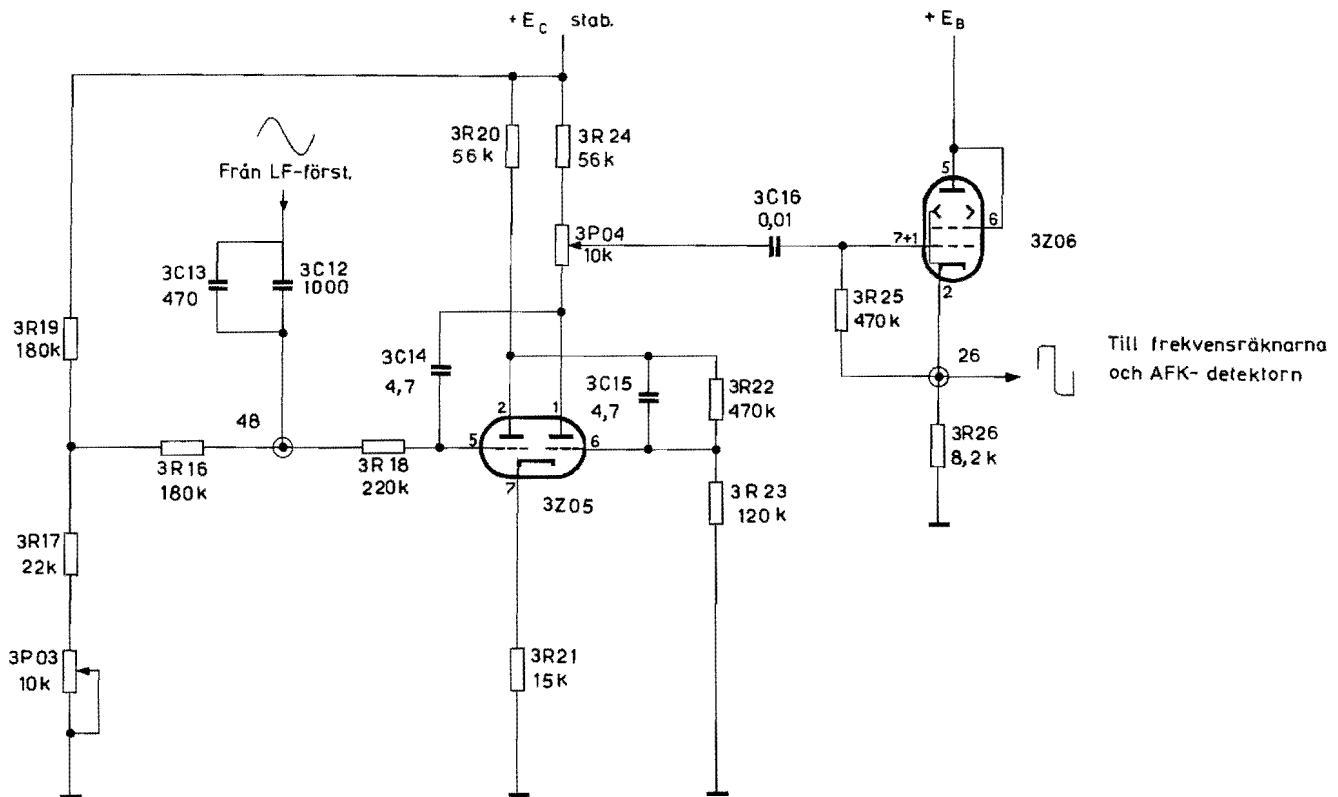 + E_C stab.
+ E_B
Från LF-först.
3R20
56k
3R24
56k
3P04
10k
3C16
0,01
5
6
7+1
2
3Z06
3C13
470
3C12
1000
3R19
180k
3R25
470k
26
Till frekvensräknarna
och AFK- detektorn
3C14
4,7
3C15
4,7
3R22
470k
2
1
48
5
6
3R16
180k
3R18
220k
7
3Z05
3R23
120k
3R26
8,2k
3R17
22k
3R21
15k
3P03
10k